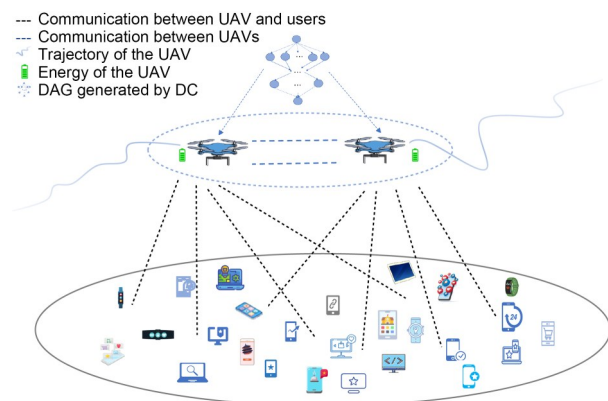 Communication between UAV and users
Communication between UAVs
Trajectory of the UAV
Energy of the UAV
DAG generated by DC
24
</>